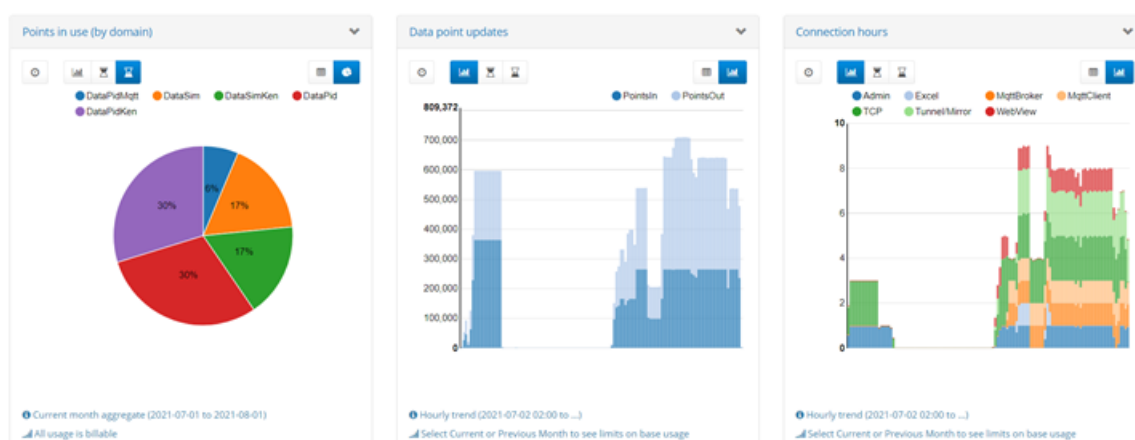 Points in use (by domain)
DataPidMqtt DataSim DataSimKen DataPid
DataPidKen
6%
17%
17%
30%
30%
Current month aggregate (2021-07-01 to 2021-08-01)
All usage is billable
Data point updates
PointsIn PointsOut
809,372
700,000
600,000
500,000
400,000
300,000
200,000
100,000
0
Hourly trend (2021-07-02 02:00 to ...)
Select Current or Previous Month to see limits on base usage
Connection hours
Admin Excel MqttBroker MqttClient
TCP Tunnel/Mirror WebView
10
8
6
4
2
0
Hourly trend (2021-07-02 02:00 to ...)
Select Current or Previous Month to see limits on base usage